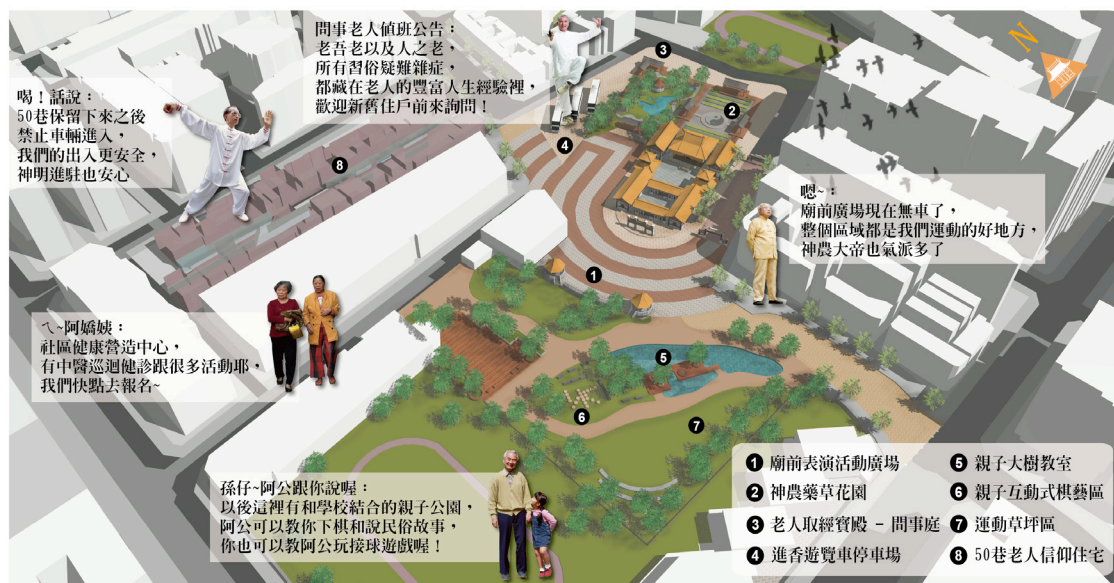 問事老人值班公告：
老吾老以及人之老，
所有習俗疑難雜症，
都藏在老人的豐富人生經驗裡，
歡迎新舊住戶前來詢問！
N
喝！話說：
50巷保留下來之後
禁止車輛進入，
我們的出入更安全，
神明進駐也安心
嗯~：
廟前廣場現在無車了，
整個區域都是我們運動的好地方，
神農大帝也氣派多了
ㄟ~阿嬌姨：
社區健康營造中心，
有中醫巡迴健診跟很多活動耶，
我們快點去報名~
孫仔~阿公跟你說喔：
以後這裡有和學校結合的親子公園，
阿公可以教你下棋和說民俗故事，
你也可以教阿公玩接球遊戲喔！
3
2
4
8
1
5
6
7
1 廟前表演活動廣場
2 神農藥草花園
3 老人取經寶殿 - 問事庭
4 進香遊覽車停車場
5 親子大樹教室
6 親子互動式棋藝區
7 運動草坪區
8 50巷老人信仰住宅